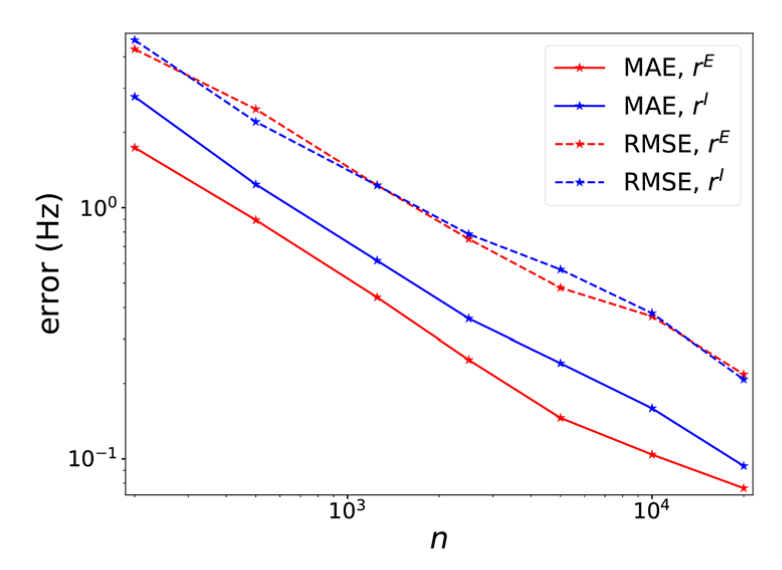 MAE, r^E
MAE, r^I
RMSE, r^E
RMSE, r^I
10^0
10^{-1}
error (Hz)
10^3
10^4
n